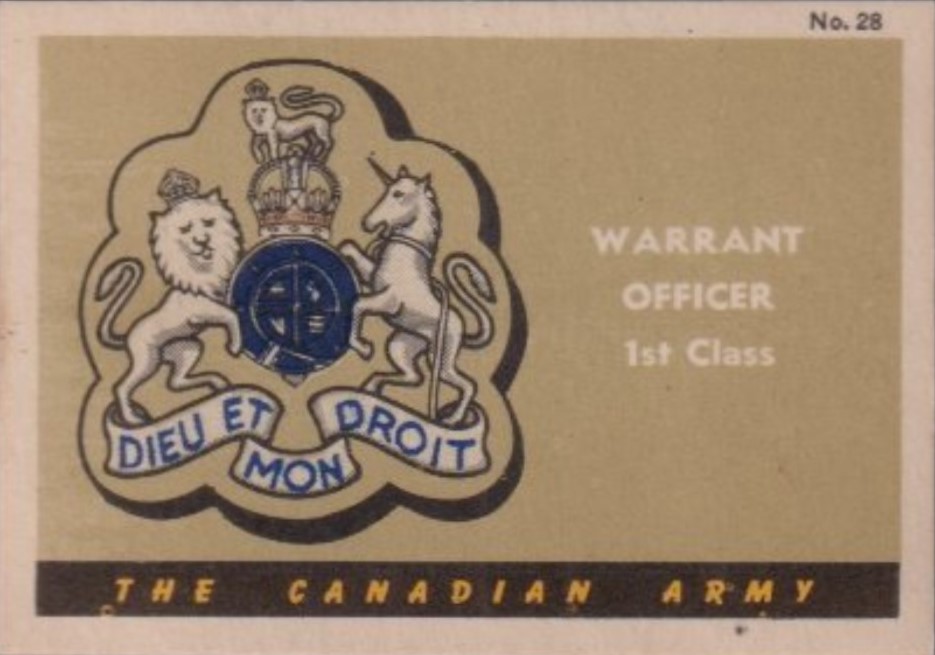 No. 28
WARRANT
OFFICER
1st Class
DIEU ET
MON
DROIT
THE CANADIAN ARMY